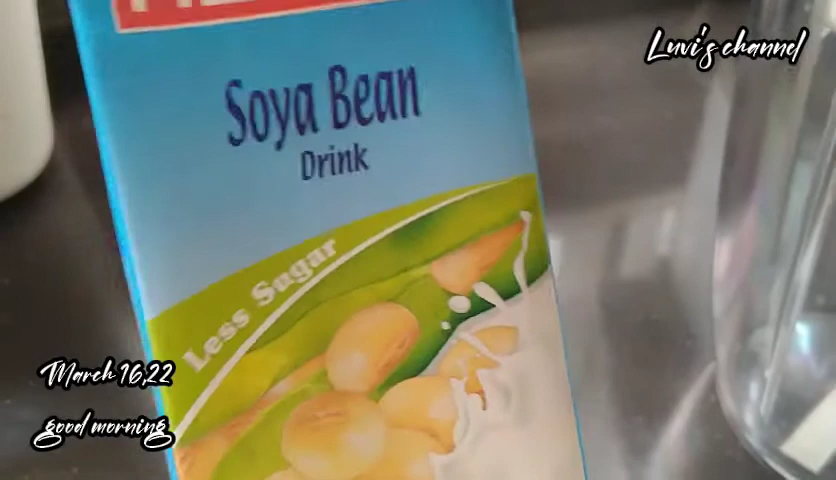 Luvi's channel
Soya Bean
Drink
Less Sugar
March 16,22
good morning